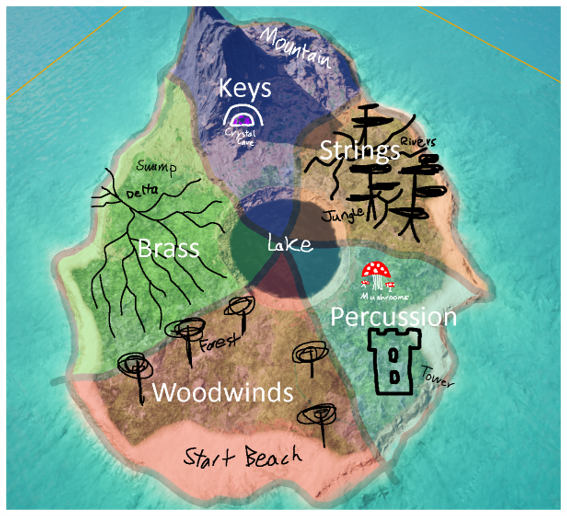 Mountain
Keys
Crystal
Cave
Strings
Rivers
Jungle
Swamp
Delta
Brass
Lake
Mushrooms
Percussion
Forest
Tower
Woodwinds
Start Beach